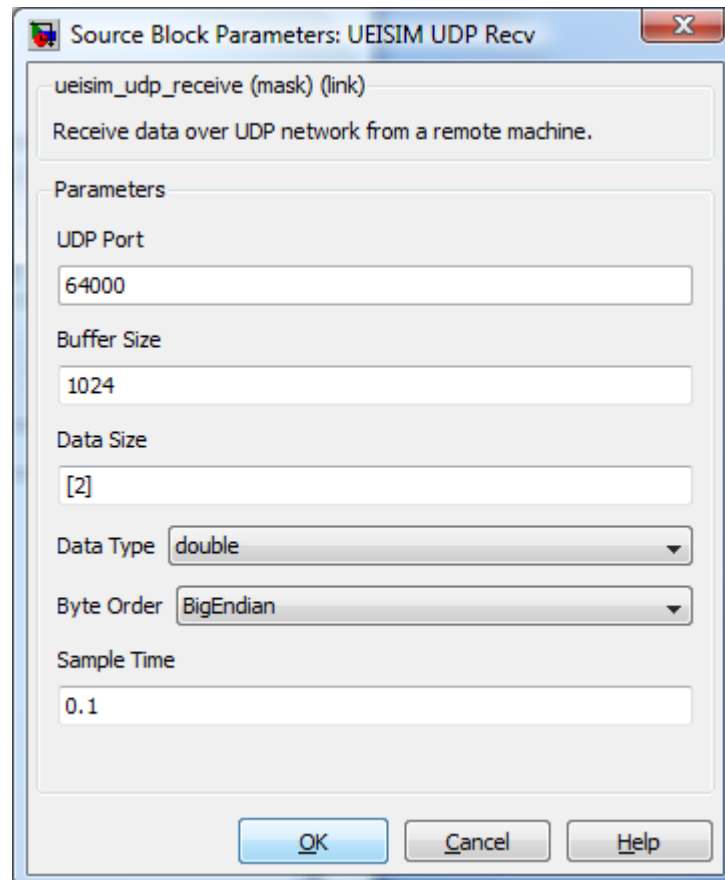 Source Block Parameters: UEISIM UDP Recv
ueisim_udp_receive (mask) (link)
Receive data over UDP network from a remote machine.
Parameters
UDP Port
64000
Buffer Size
1024
Data Size
[2]
Data Type double
Byte Order BigEndian
Sample Time
0.1
OK Cancel Help